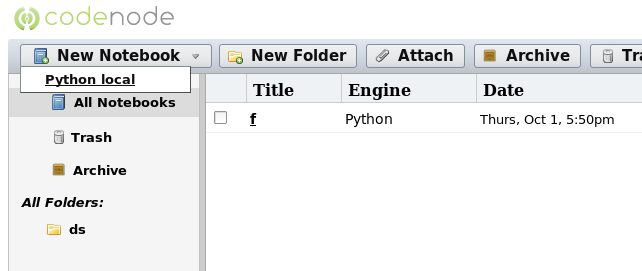 codenode
New Notebook New Folder Attach Archive
Python local
All Notebooks
Trash
Archive
All Folders:
ds
Title Engine Date
f Python Thurs, Oct 1, 5:50pm